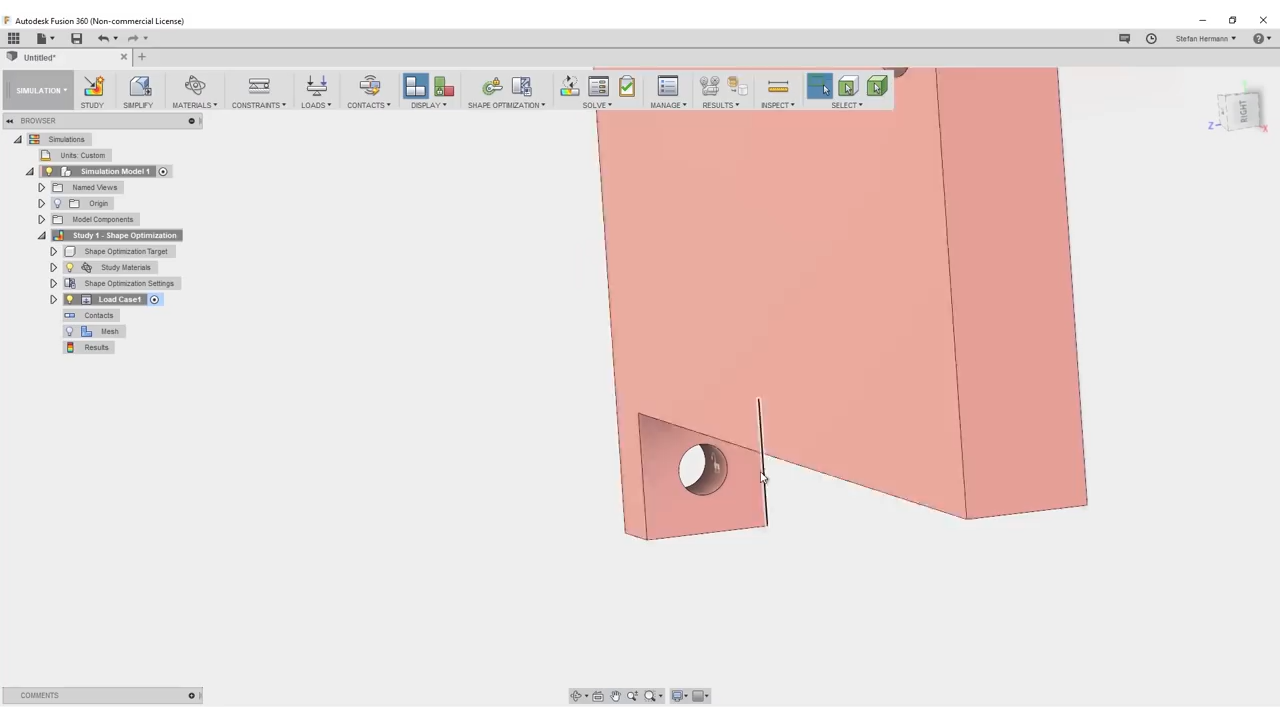 Autodesk Fusion 360 (Non-commercial License)
Stefan Hermann
Untitled*
SIMULATION
STUDY
SIMPLIFY
MATERIALS
CONSTRAINTS
LOADS
CONTACTS
DISPLAY
SHAPE OPTIMIZATION
SOLVE
MANAGE
RESULTS
INSPECT
SELECT
BROWSER
RIGHT
Z
X
Simulations
Units: Custom
Simulation Model 1
Named Views
Origin
Model Components
Study 1 - Shape Optimization
Shape Optimization Target
Study Materials
Shape Optimization Settings
Load Case1
Contacts
Mesh
Results
COMMENTS